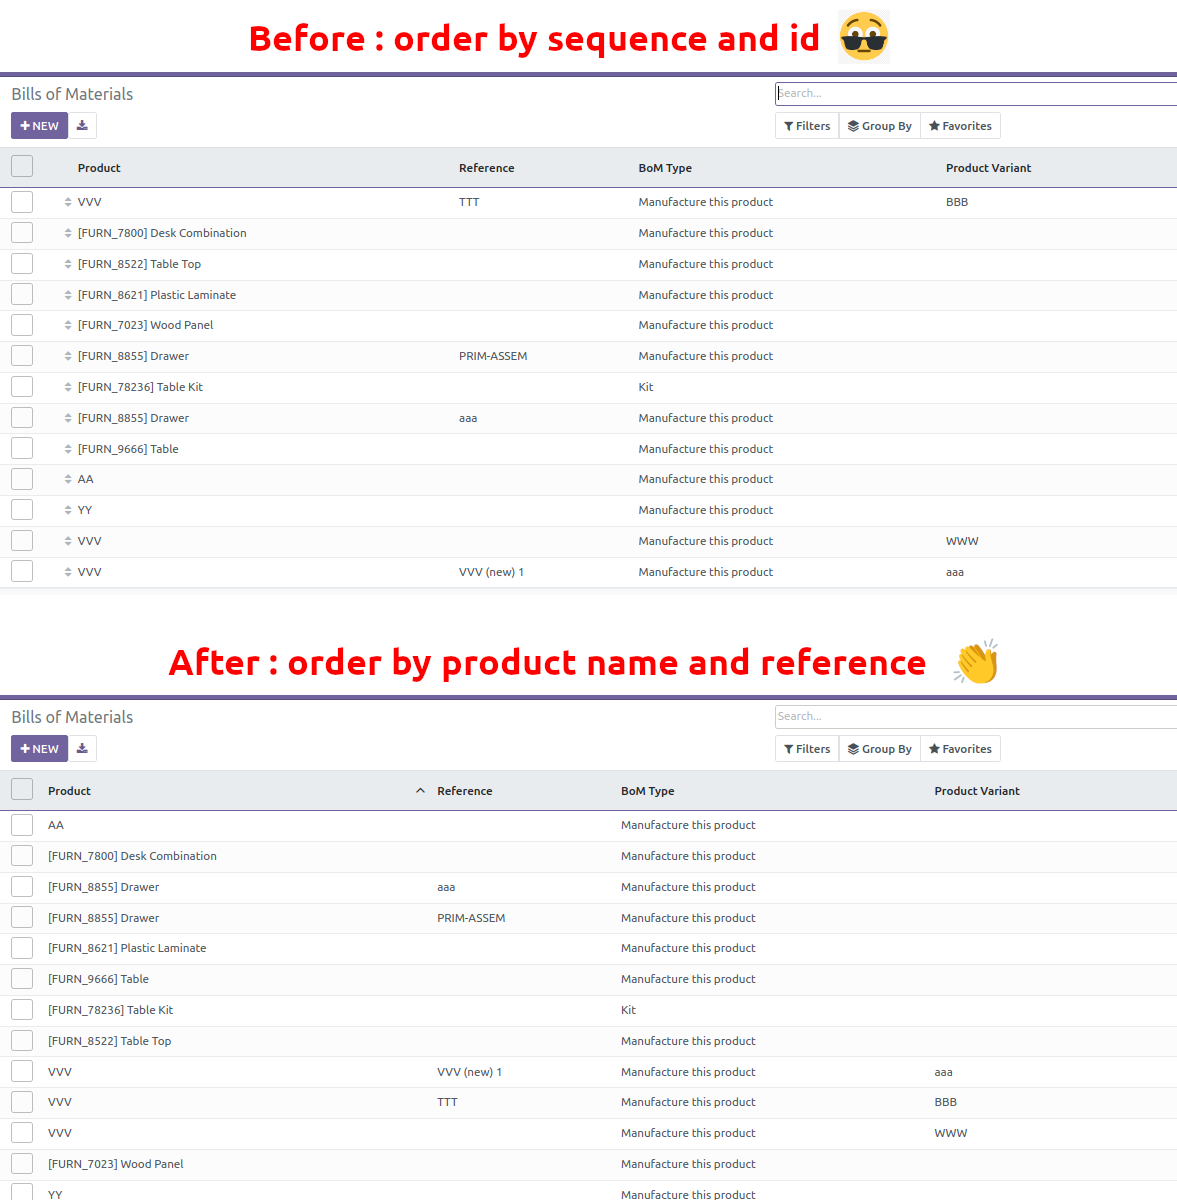 Before : order by sequence and id
Bills of Materials
Search...
NEW
Filters Group By Favorites
Product Reference BoM Type Product Variant
VVV TTT Manufacture this product BBB
[FURN_7800] Desk Combination Manufacture this product
[FURN_8522] Table Top Manufacture this product
[FURN_8621] Plastic Laminate Manufacture this product
[FURN_7023] Wood Panel Manufacture this product
[FURN_8855] Drawer PRIM-ASSEM Manufacture this product
[FURN_78236] Table Kit Kit
[FURN_8855] Drawer aaa Manufacture this product
[FURN_9666] Table Manufacture this product
AA Manufacture this product
YY Manufacture this product
VVV Manufacture this product WWW
VVV VVV (new) 1 Manufacture this product aaa
After : order by product name and reference
Bills of Materials
Search...
NEW
Filters Group By Favorites
Product Reference BoM Type Product Variant
AA Manufacture this product
[FURN_7800] Desk Combination Manufacture this product
[FURN_8855] Drawer aaa Manufacture this product
[FURN_8855] Drawer PRIM-ASSEM Manufacture this product
[FURN_8621] Plastic Laminate Manufacture this product
[FURN_9666] Table Manufacture this product
[FURN_78236] Table Kit Kit
[FURN_8522] Table Top Manufacture this product
VVV VVV (new) 1 Manufacture this product aaa
VVV TTT Manufacture this product BBB
VVV Manufacture this product WWW
[FURN_7023] Wood Panel Manufacture this product
YY Manufacture this product